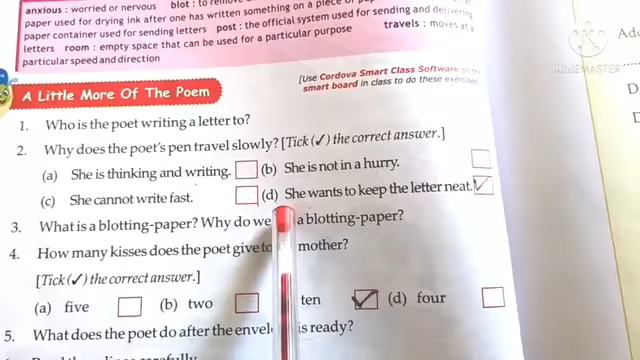 anxious : worried or nervous blot : to remove
paper used for drying ink after one has written something on a piece of
paper container used for sending letters post : the official system used for sending and delivering
letters room : empty space that can be used for a particular purpose travels : moves at a
particular speed and direction
[Use Cordova Smart Class Software on the
smart board in class to do these exercises.
A Little More Of The Poem
1. Who is the poet writing a letter to?
2. Why does the poet's pen travel slowly? [Tick (✓) the correct answer.]
(a) She is thinking and writing. (b) She is not in a hurry.
(c) She cannot write fast. (d) She wants to keep the letter neat. ✓
3. What is a blotting-paper? Why do we a blotting-paper?
4. How many kisses does the poet give to mother?
[Tick (✓) the correct answer.]
(a) five (b) two ten ✓ (d) four
5. What does the poet do after the envel is ready?
KINEMASTER
Ado
D